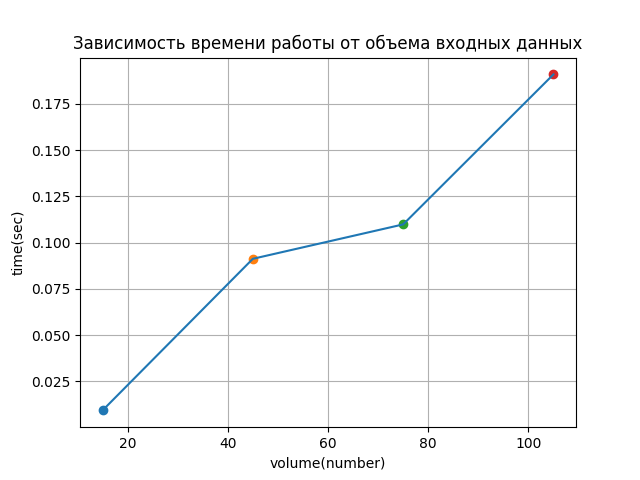 Зависимость времени работы от объема входных данных
0.175
0.150
0.125
0.100
0.075
0.050
0.025
time(sec)
20 40 60 80 100
volume(number)